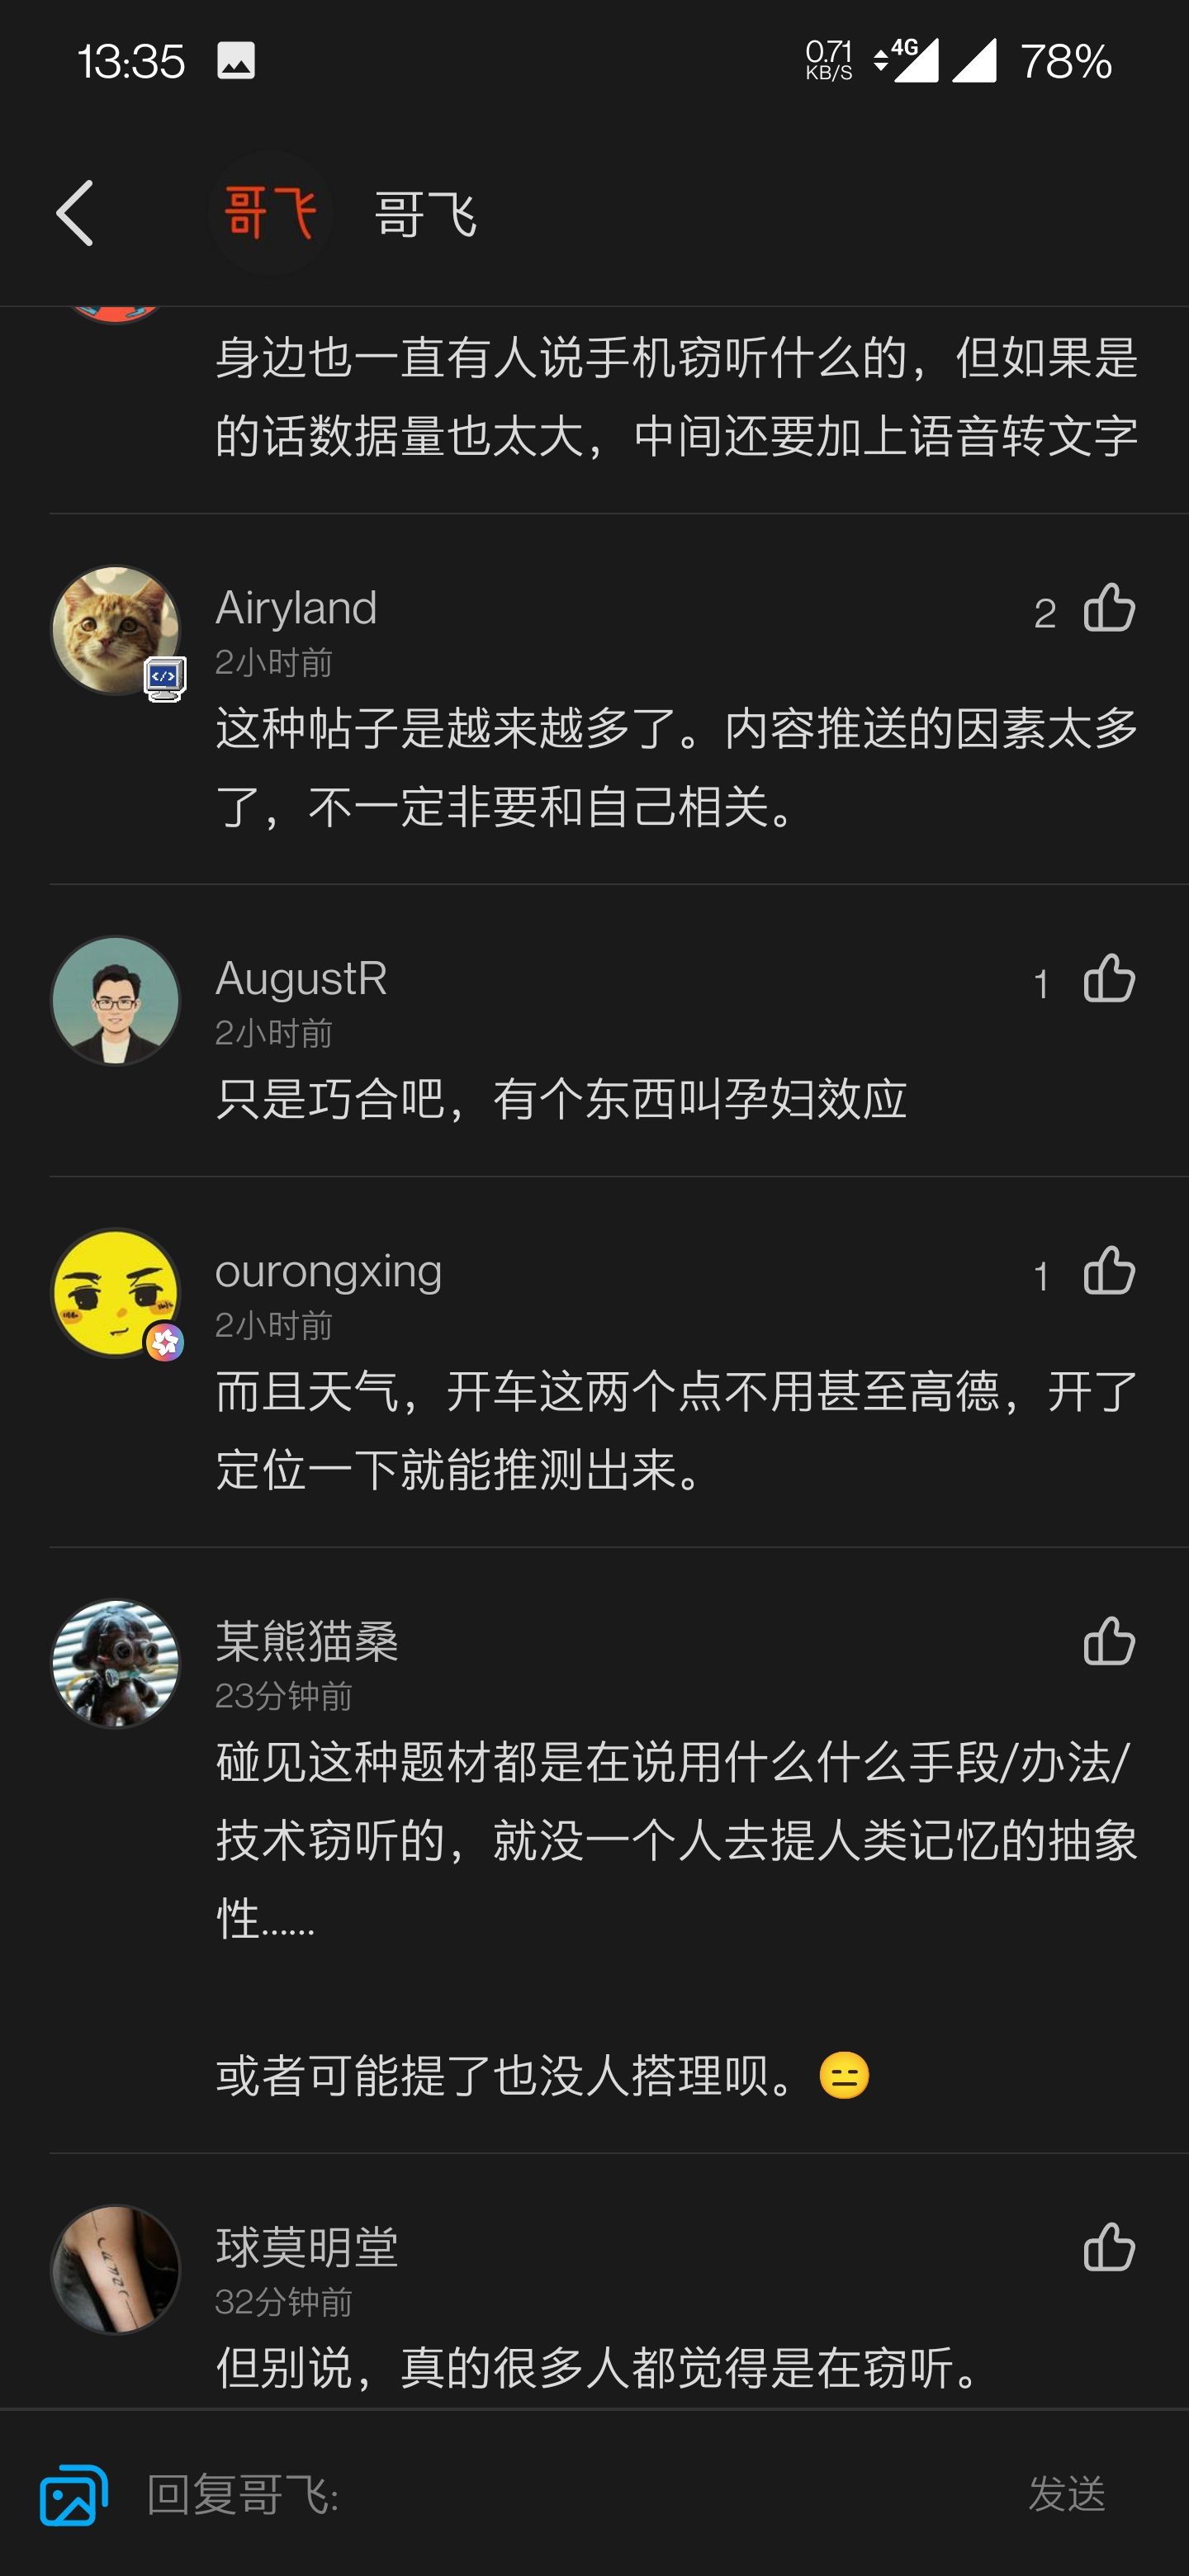 13:35
0.71
KB/S
4G
78%
哥飞
哥飞
身边也一直有人说手机窃听什么的，但如果是
的话数据量也太大，中间还要加上语音转文字
Airyland
2
2小时前
</>
这种帖子是越来越多了。内容推送的因素太多
了，不一定非要和自己相关。
AugustR
1
2小时前
只是巧合吧，有个东西叫孕妇效应
ourongxing
1
2小时前
而且天气，开车这两个点不用甚至高德，开了
定位一下就能推测出来。
某熊猫桑
23分钟前
碰见这种题材都是在说用什么什么手段/办法/
技术窃听的，就没一个人去提人类记忆的抽象
性......
或者可能提了也没人搭理呗。😑
球莫明堂
32分钟前
但别说，真的很多人都觉得是在窃听。
回复哥飞:
发送